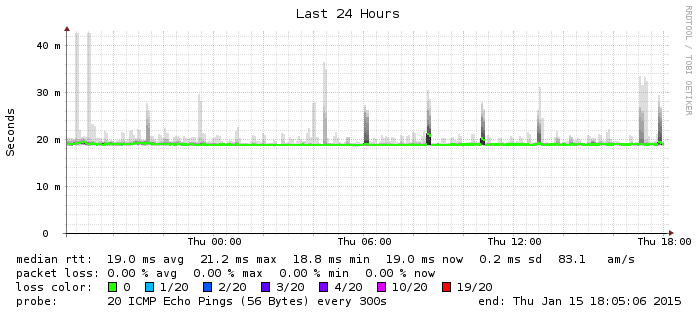 Last 24 Hours
RRDTOOL / TOBI OETIKER
Seconds
40 m
30 m
20 m
10 m
0
Thu 00:00 Thu 06:00 Thu 12:00 Thu 18:00
median rtt: 19.0 ms avg 21.2 ms max 18.8 ms min 19.0 ms now 0.2 ms sd 83.1 am/s
packet loss: 0.00 % avg 0.00 % max 0.00 % min 0.00 % now
loss color: 0 1/20 2/20 3/20 4/20 10/20 19/20
probe: 20 ICMP Echo Pings (56 Bytes) every 300s end: Thu Jan 15 18:05:06 2015